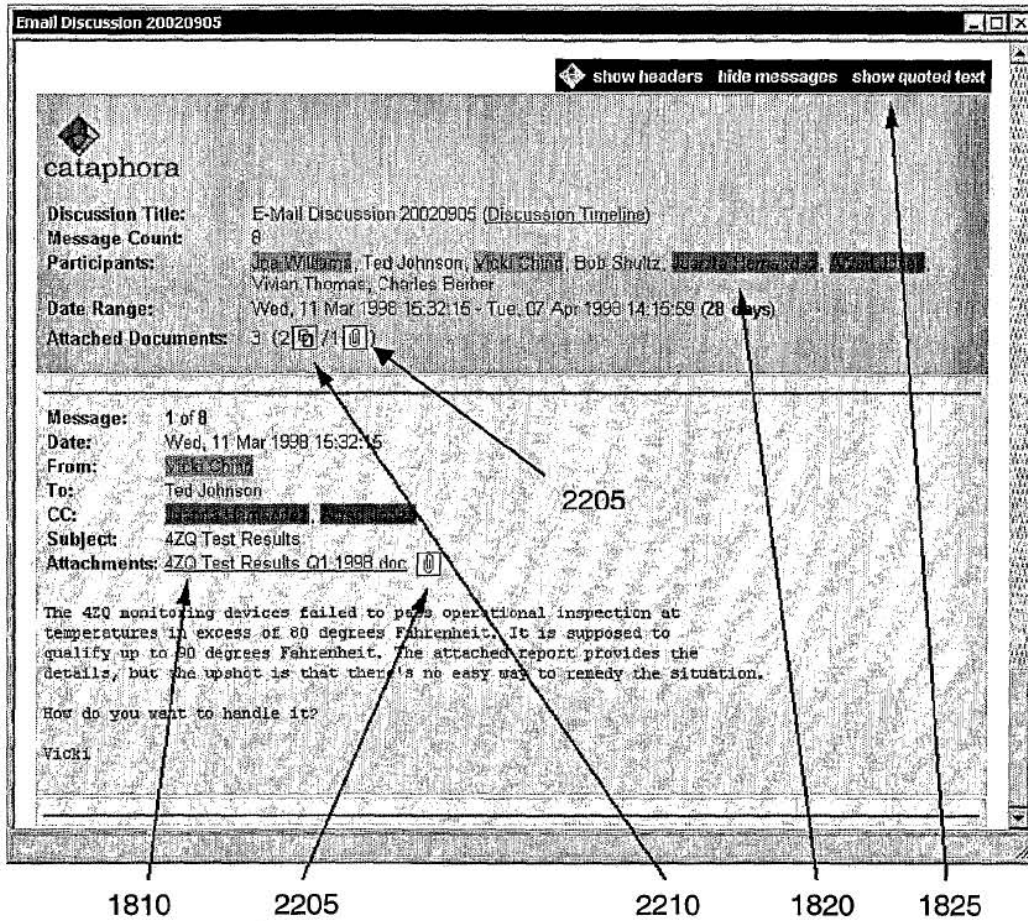 Email Discussion 20020905
show headers hide messages show quoted text
cataphora
Discussion Title: E-Mail Discussion 20020905 (Discussion Timeline)
Message Count: 8
Participants: Joa Williams, Ted Johnson, Vicki Ching, Bob Shultz,
Vivian Thomas, Charles Berher
Date Range: Wed, 11 Mar 1998 15:32:15 - Tue, 07 Apr 1998 14:15:59 (28 days)
Attached Documents: 3 (2 /1 )
Message: 1 of 8
Date: Wed, 11 Mar 1998 15:32:15
From: Vicki Ching
To: Ted Johnson
CC:
Subject: 4ZQ Test Results
Attachments: 4ZQ Test Results Q1 1998.doc
2205
The 4ZQ monitoring devices failed to pass operational inspection at
temperatures in excess of 80 degrees Fahrenheit. It is supposed to
qualify up to 90 degrees Fahrenheit. The attached report provides the
details, but the upshot is that there's no easy way to remedy the situation.
How do you want to handle it?
Vicki
1810 2205 2210 1820 1825